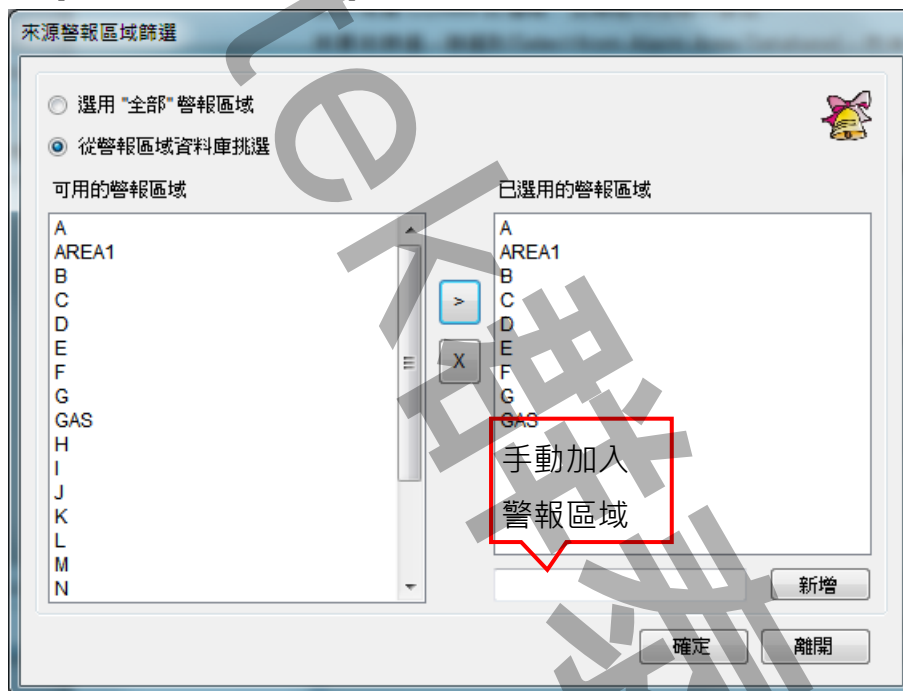 來源警報區域篩選
選用 "全部" 警報區域
從警報區域資料庫挑選
可用的警報區域
A
AREA1
B
C
D
E
F
G
GAS
H
I
J
K
L
M
N
>
X
已選用的警報區域
A
AREA1
B
C
D
E
F
G
GAS
手動加入
警報區域
新增
確定
離開